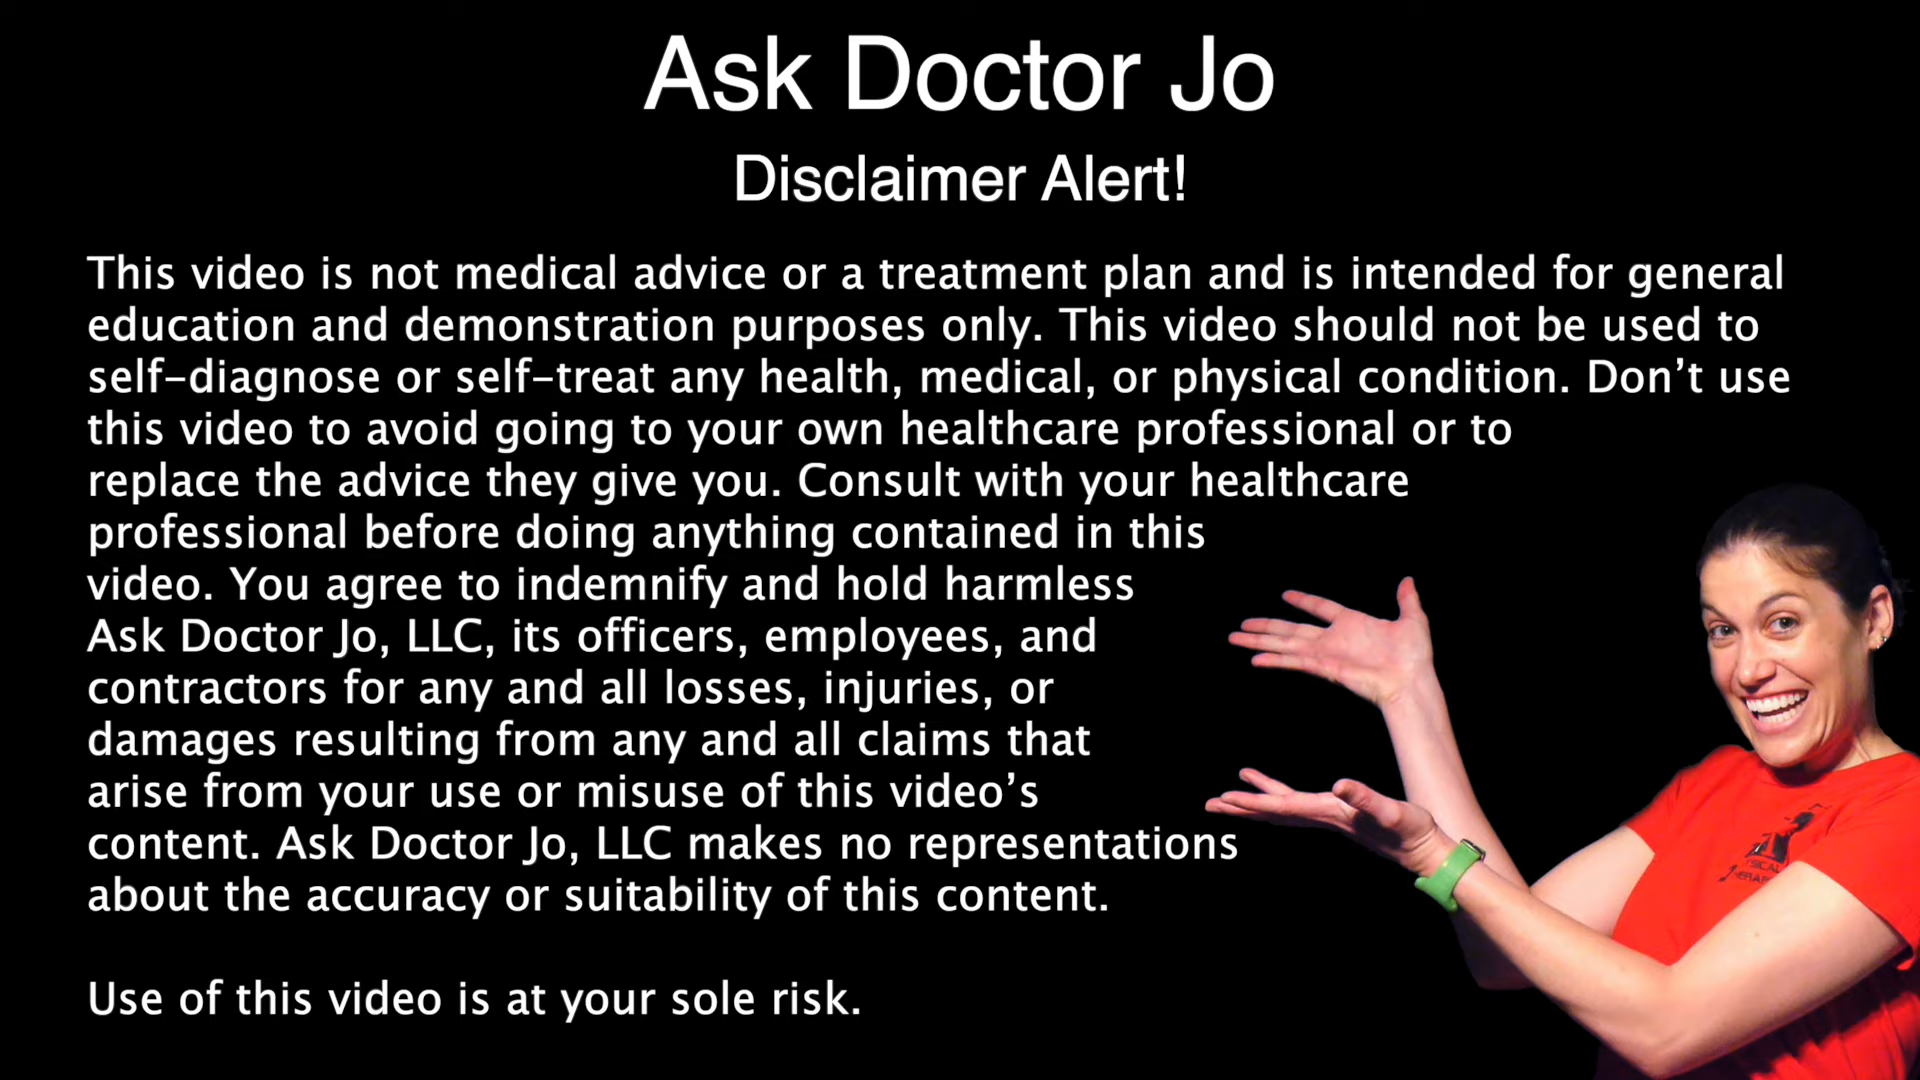 Ask Doctor Jo
Disclaimer Alert!
This video is not medical advice or a treatment plan and is intended for general
education and demonstration purposes only. This video should not be used to
self-diagnose or self-treat any health, medical, or physical condition. Don’t use
this video to avoid going to your own healthcare professional or to
replace the advice they give you. Consult with your healthcare
professional before doing anything contained in this
video. You agree to indemnify and hold harmless
Ask Doctor Jo, LLC, its officers, employees, and
contractors for any and all losses, injuries, or
damages resulting from any and all claims that
arise from your use or misuse of this video’s
content. Ask Doctor Jo, LLC makes no representations
about the accuracy or suitability of this content.
Use of this video is at your sole risk.